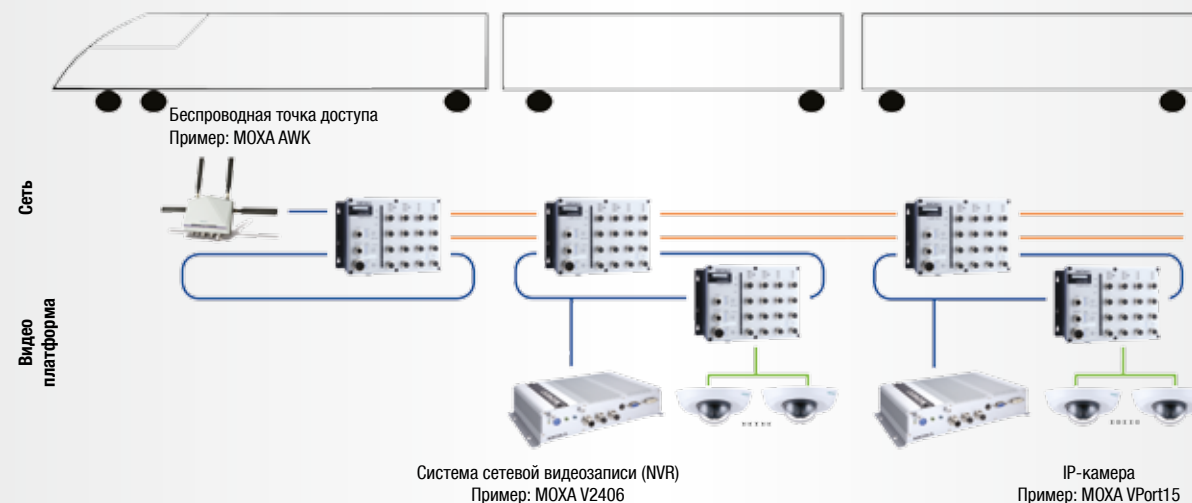 Беспроводная точка доступа
Пример: MOXA AWK
Сеть
Видео
платформа
Система сетевой видеозаписи (NVR)
Пример: MOXA V2406
IP-камера
Пример: MOXA VPort15